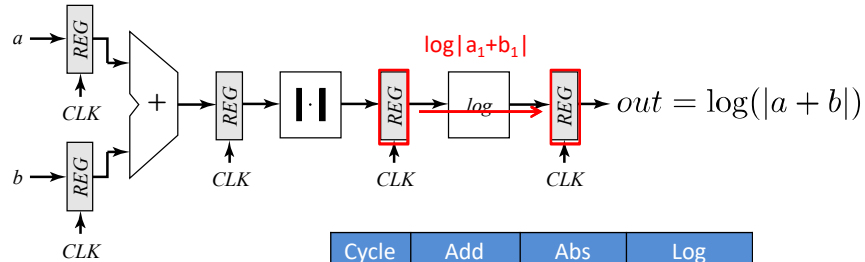 log|a₁+b₁|
a
REG
CLK
+
REG
CLK
|·|
REG
CLK
log
REG
CLK
out = log(|a + b|)
b
REG
CLK
Cycle Add Abs Log